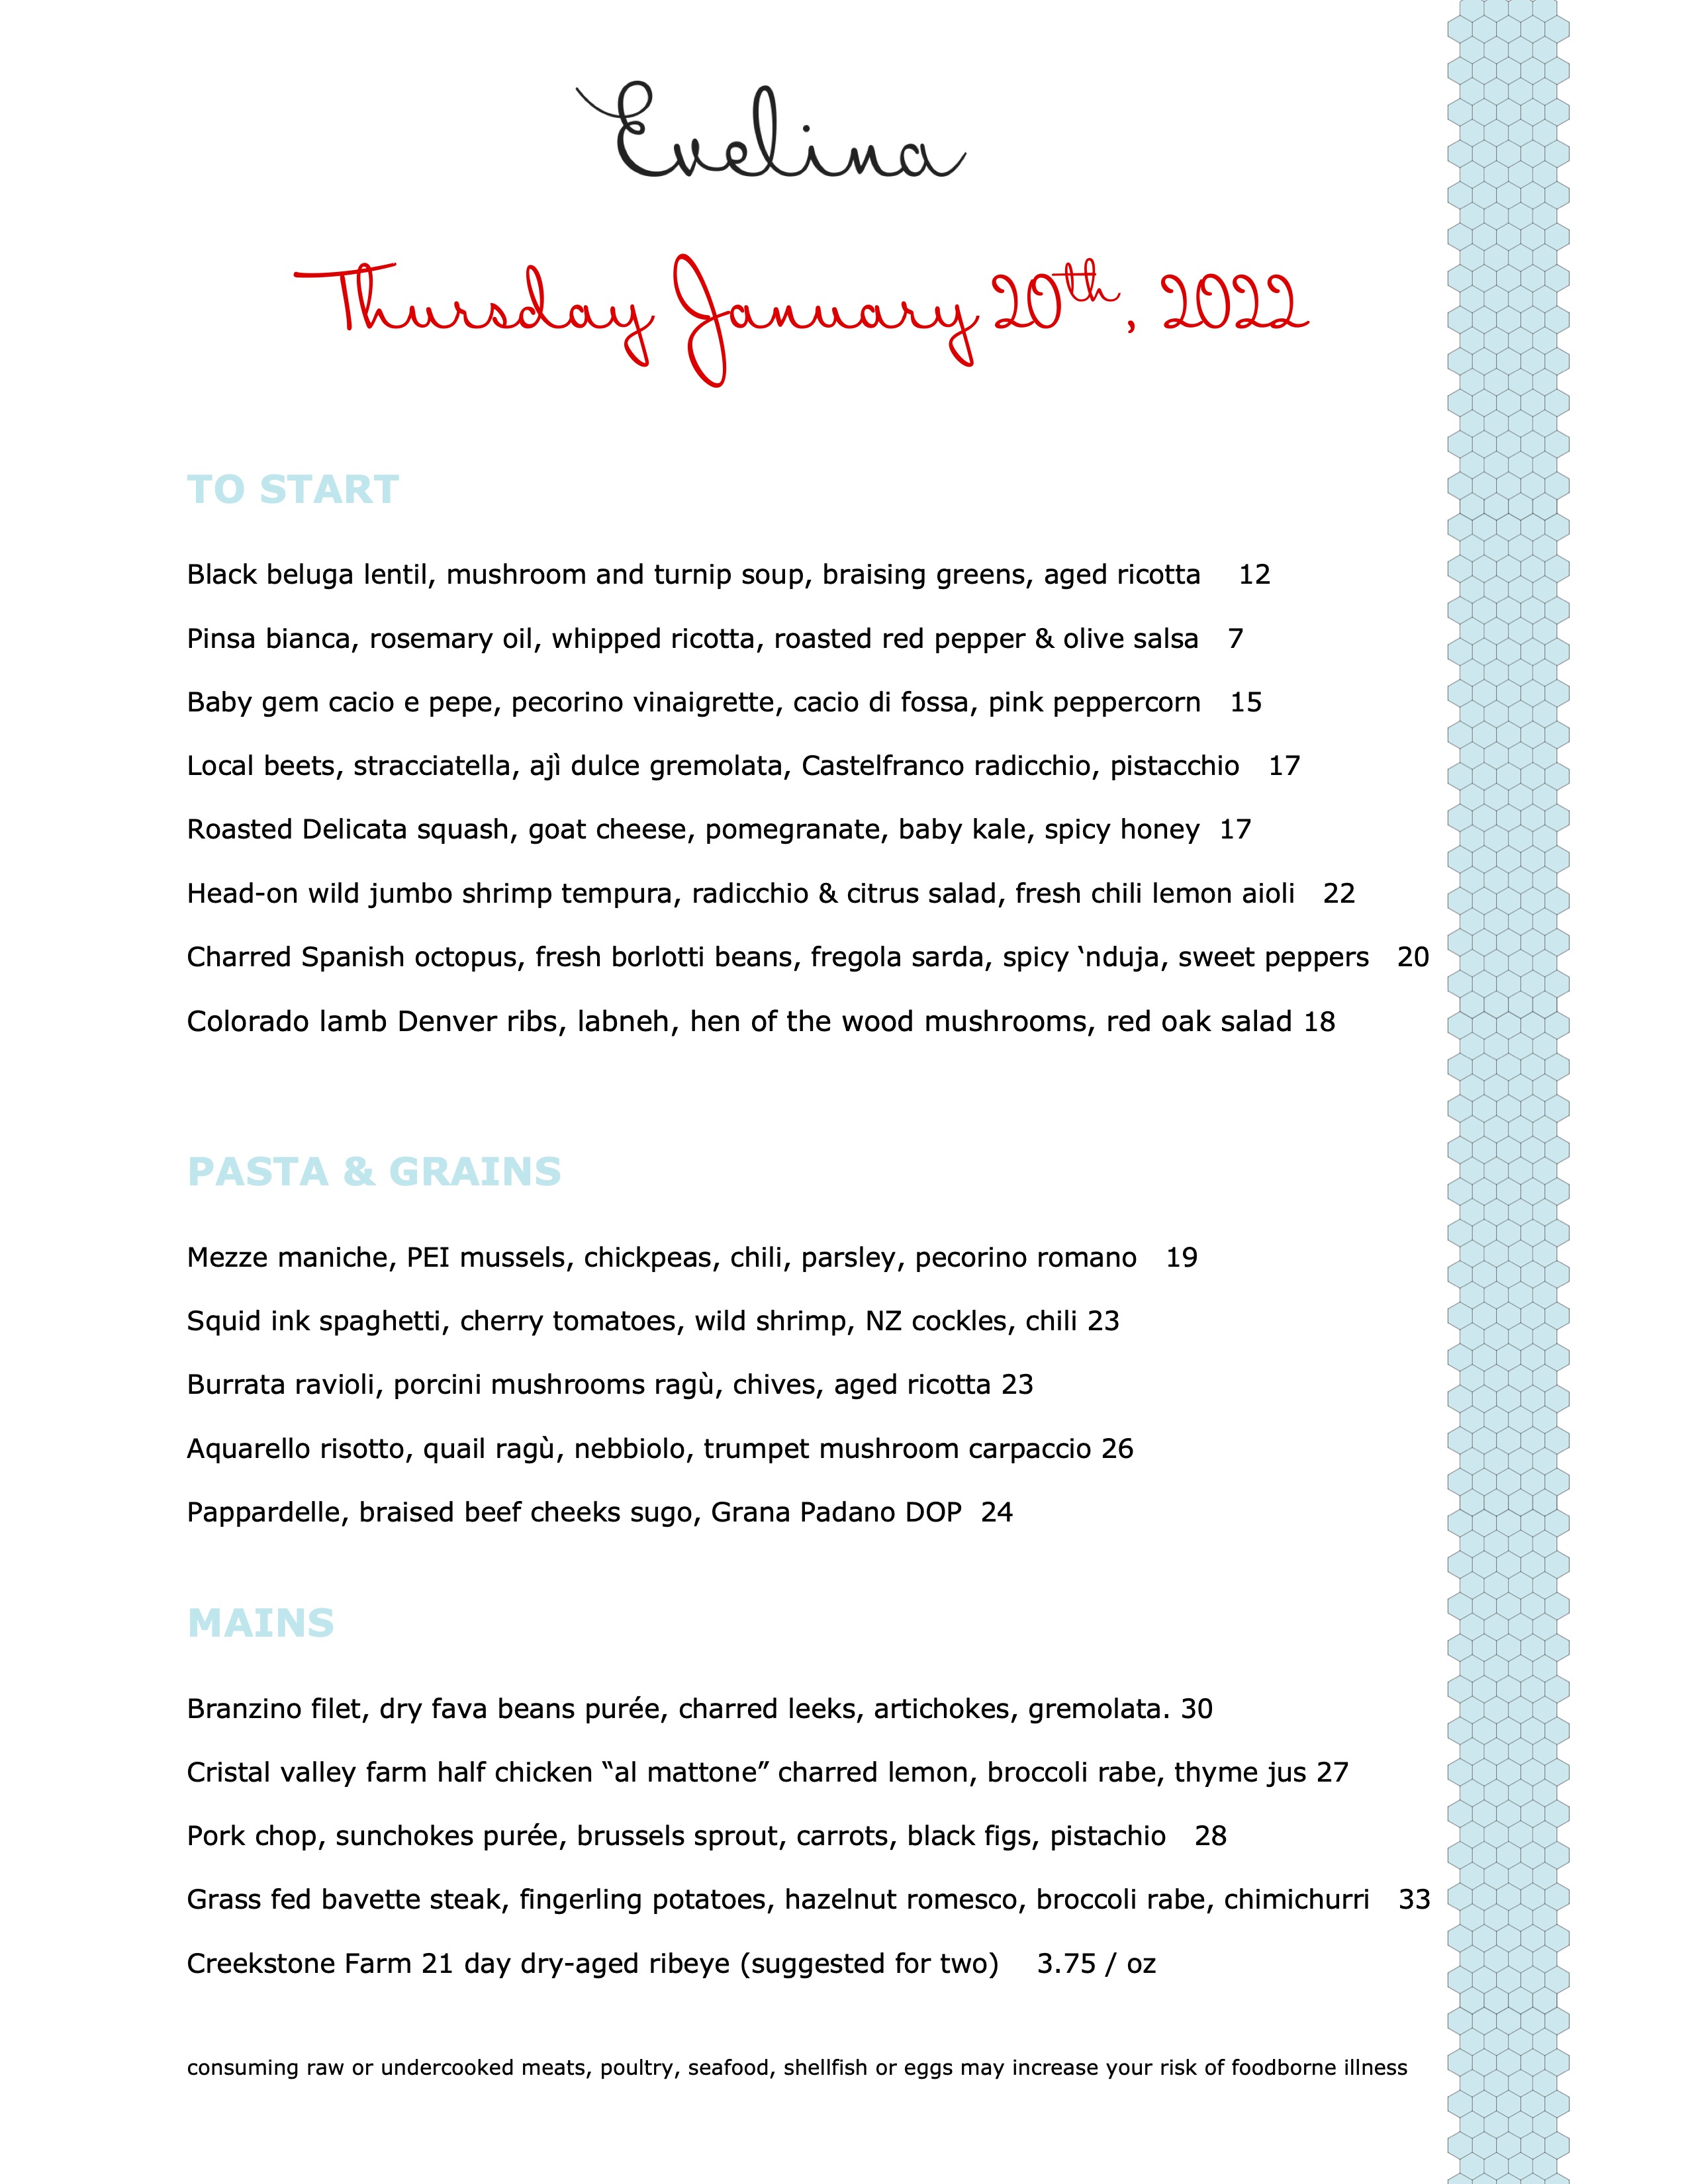 Evelina
Thursday January 20th, 2022
TO START
Black beluga lentil, mushroom and turnip soup, braising greens, aged ricotta 12
Pinsa bianca, rosemary oil, whipped ricotta, roasted red pepper & olive salsa 7
Baby gem cacio e pepe, pecorino vinaigrette, cacio di fossa, pink peppercorn 15
Local beets, stracciatella, ajì dulce gremolata, Castelfranco radicchio, pistacchio 17
Roasted Delicata squash, goat cheese, pomegranate, baby kale, spicy honey 17
Head-on wild jumbo shrimp tempura, radicchio & citrus salad, fresh chili lemon aioli 22
Charred Spanish octopus, fresh borlotti beans, fregola sarda, spicy ‘nduja, sweet peppers 20
Colorado lamb Denver ribs, labneh, hen of the wood mushrooms, red oak salad 18
PASTA & GRAINS
Mezze maniche, PEI mussels, chickpeas, chili, parsley, pecorino romano 19
Squid ink spaghetti, cherry tomatoes, wild shrimp, NZ cockles, chili 23
Burrata ravioli, porcini mushrooms ragù, chives, aged ricotta 23
Aquarello risotto, quail ragù, nebbiolo, trumpet mushroom carpaccio 26
Pappardelle, braised beef cheeks sugo, Grana Padano DOP 24
MAINS
Branzino filet, dry fava beans purée, charred leeks, artichokes, gremolata. 30
Cristal valley farm half chicken “al mattone” charred lemon, broccoli rabe, thyme jus 27
Pork chop, sunchokes purée, brussels sprout, carrots, black figs, pistachio 28
Grass fed bavette steak, fingerling potatoes, hazelnut romesco, broccoli rabe, chimichurri 33
Creekstone Farm 21 day dry-aged ribeye (suggested for two) 3.75 / oz
consuming raw or undercooked meats, poultry, seafood, shellfish or eggs may increase your risk of foodborne illness